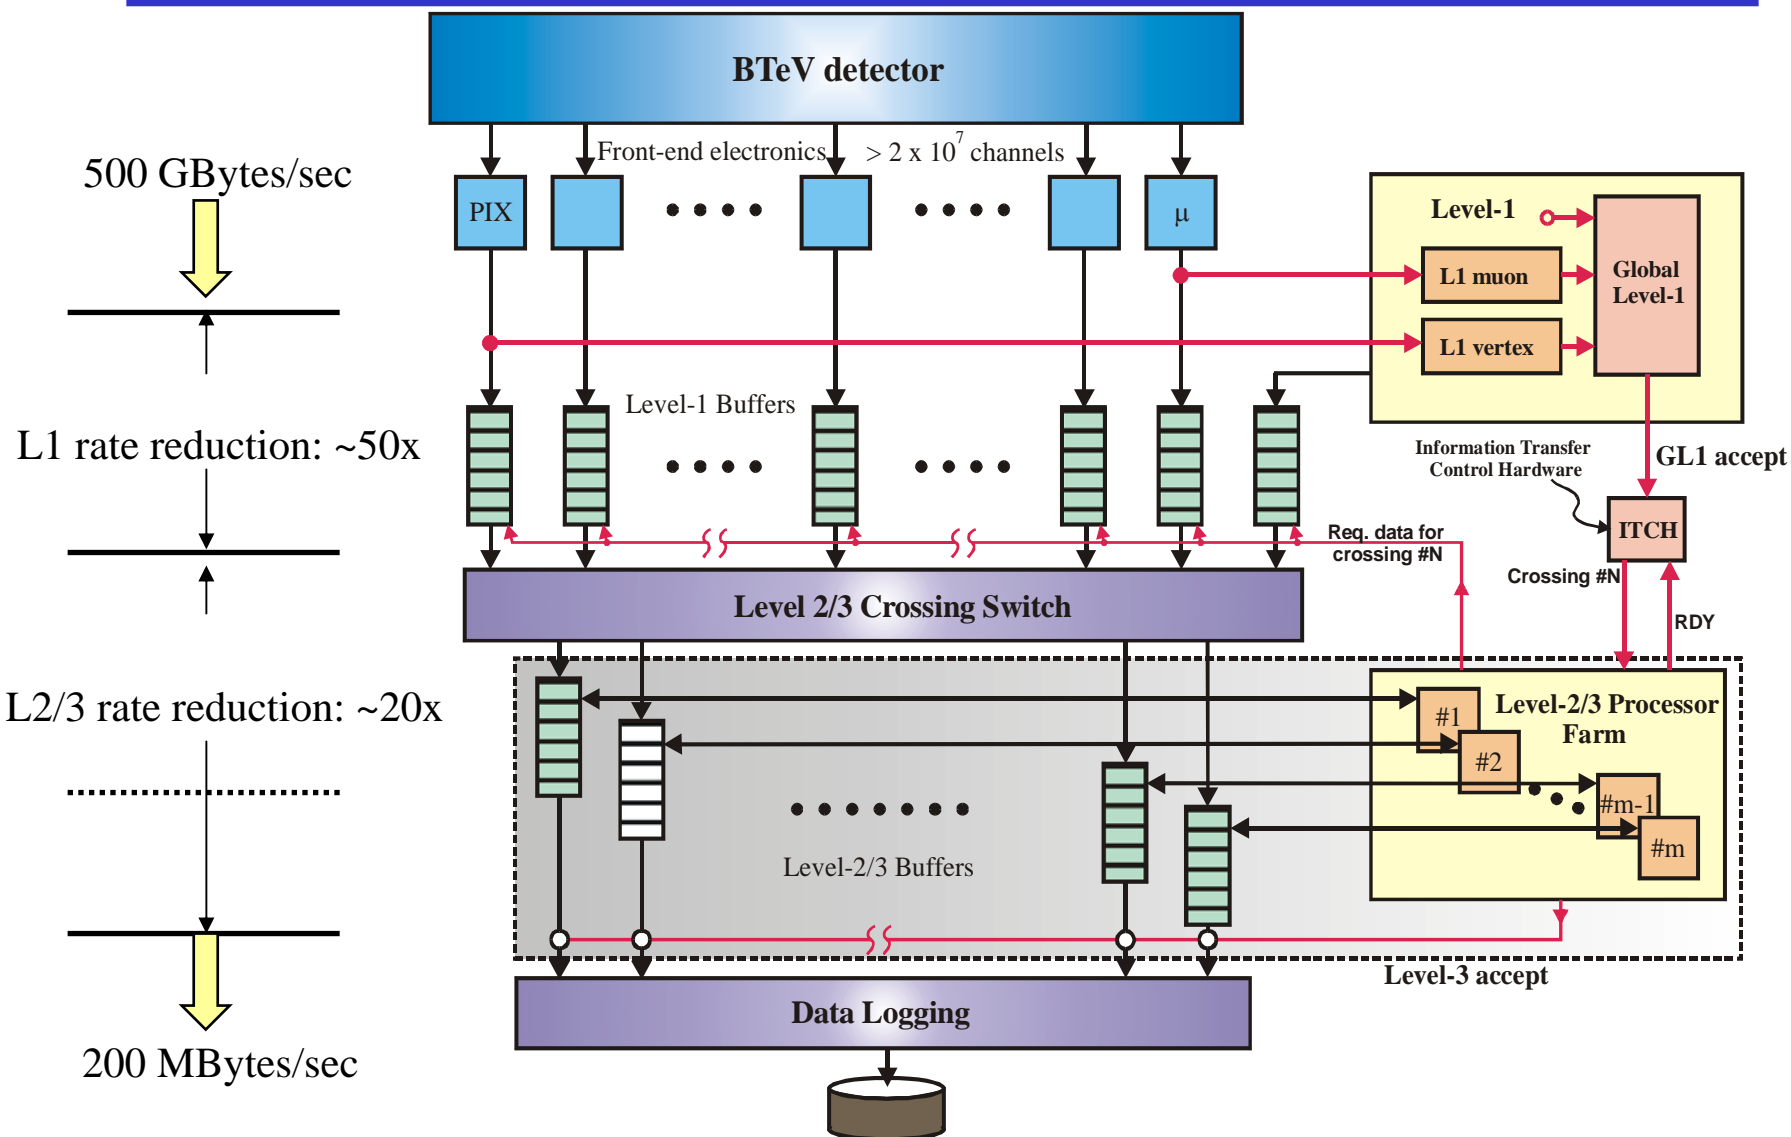 BTeV detector
Front-end electronics > 2 x 10^7 channels
500 GBytes/sec
PIX
μ
Level-1
L1 muon
Global
Level-1
L1 vertex
Level-1 Buffers
L1 rate reduction: ~50x
Information Transfer
Control Hardware
GL1 accept
ITCH
Req. data for
crossing #N
Crossing #N
RDY
Level 2/3 Crossing Switch
L2/3 rate reduction: ~20x
Level-2/3 Processor
Farm
#1
#2
#m-1
#m
Level-2/3 Buffers
Level-3 accept
Data Logging
200 MBytes/sec